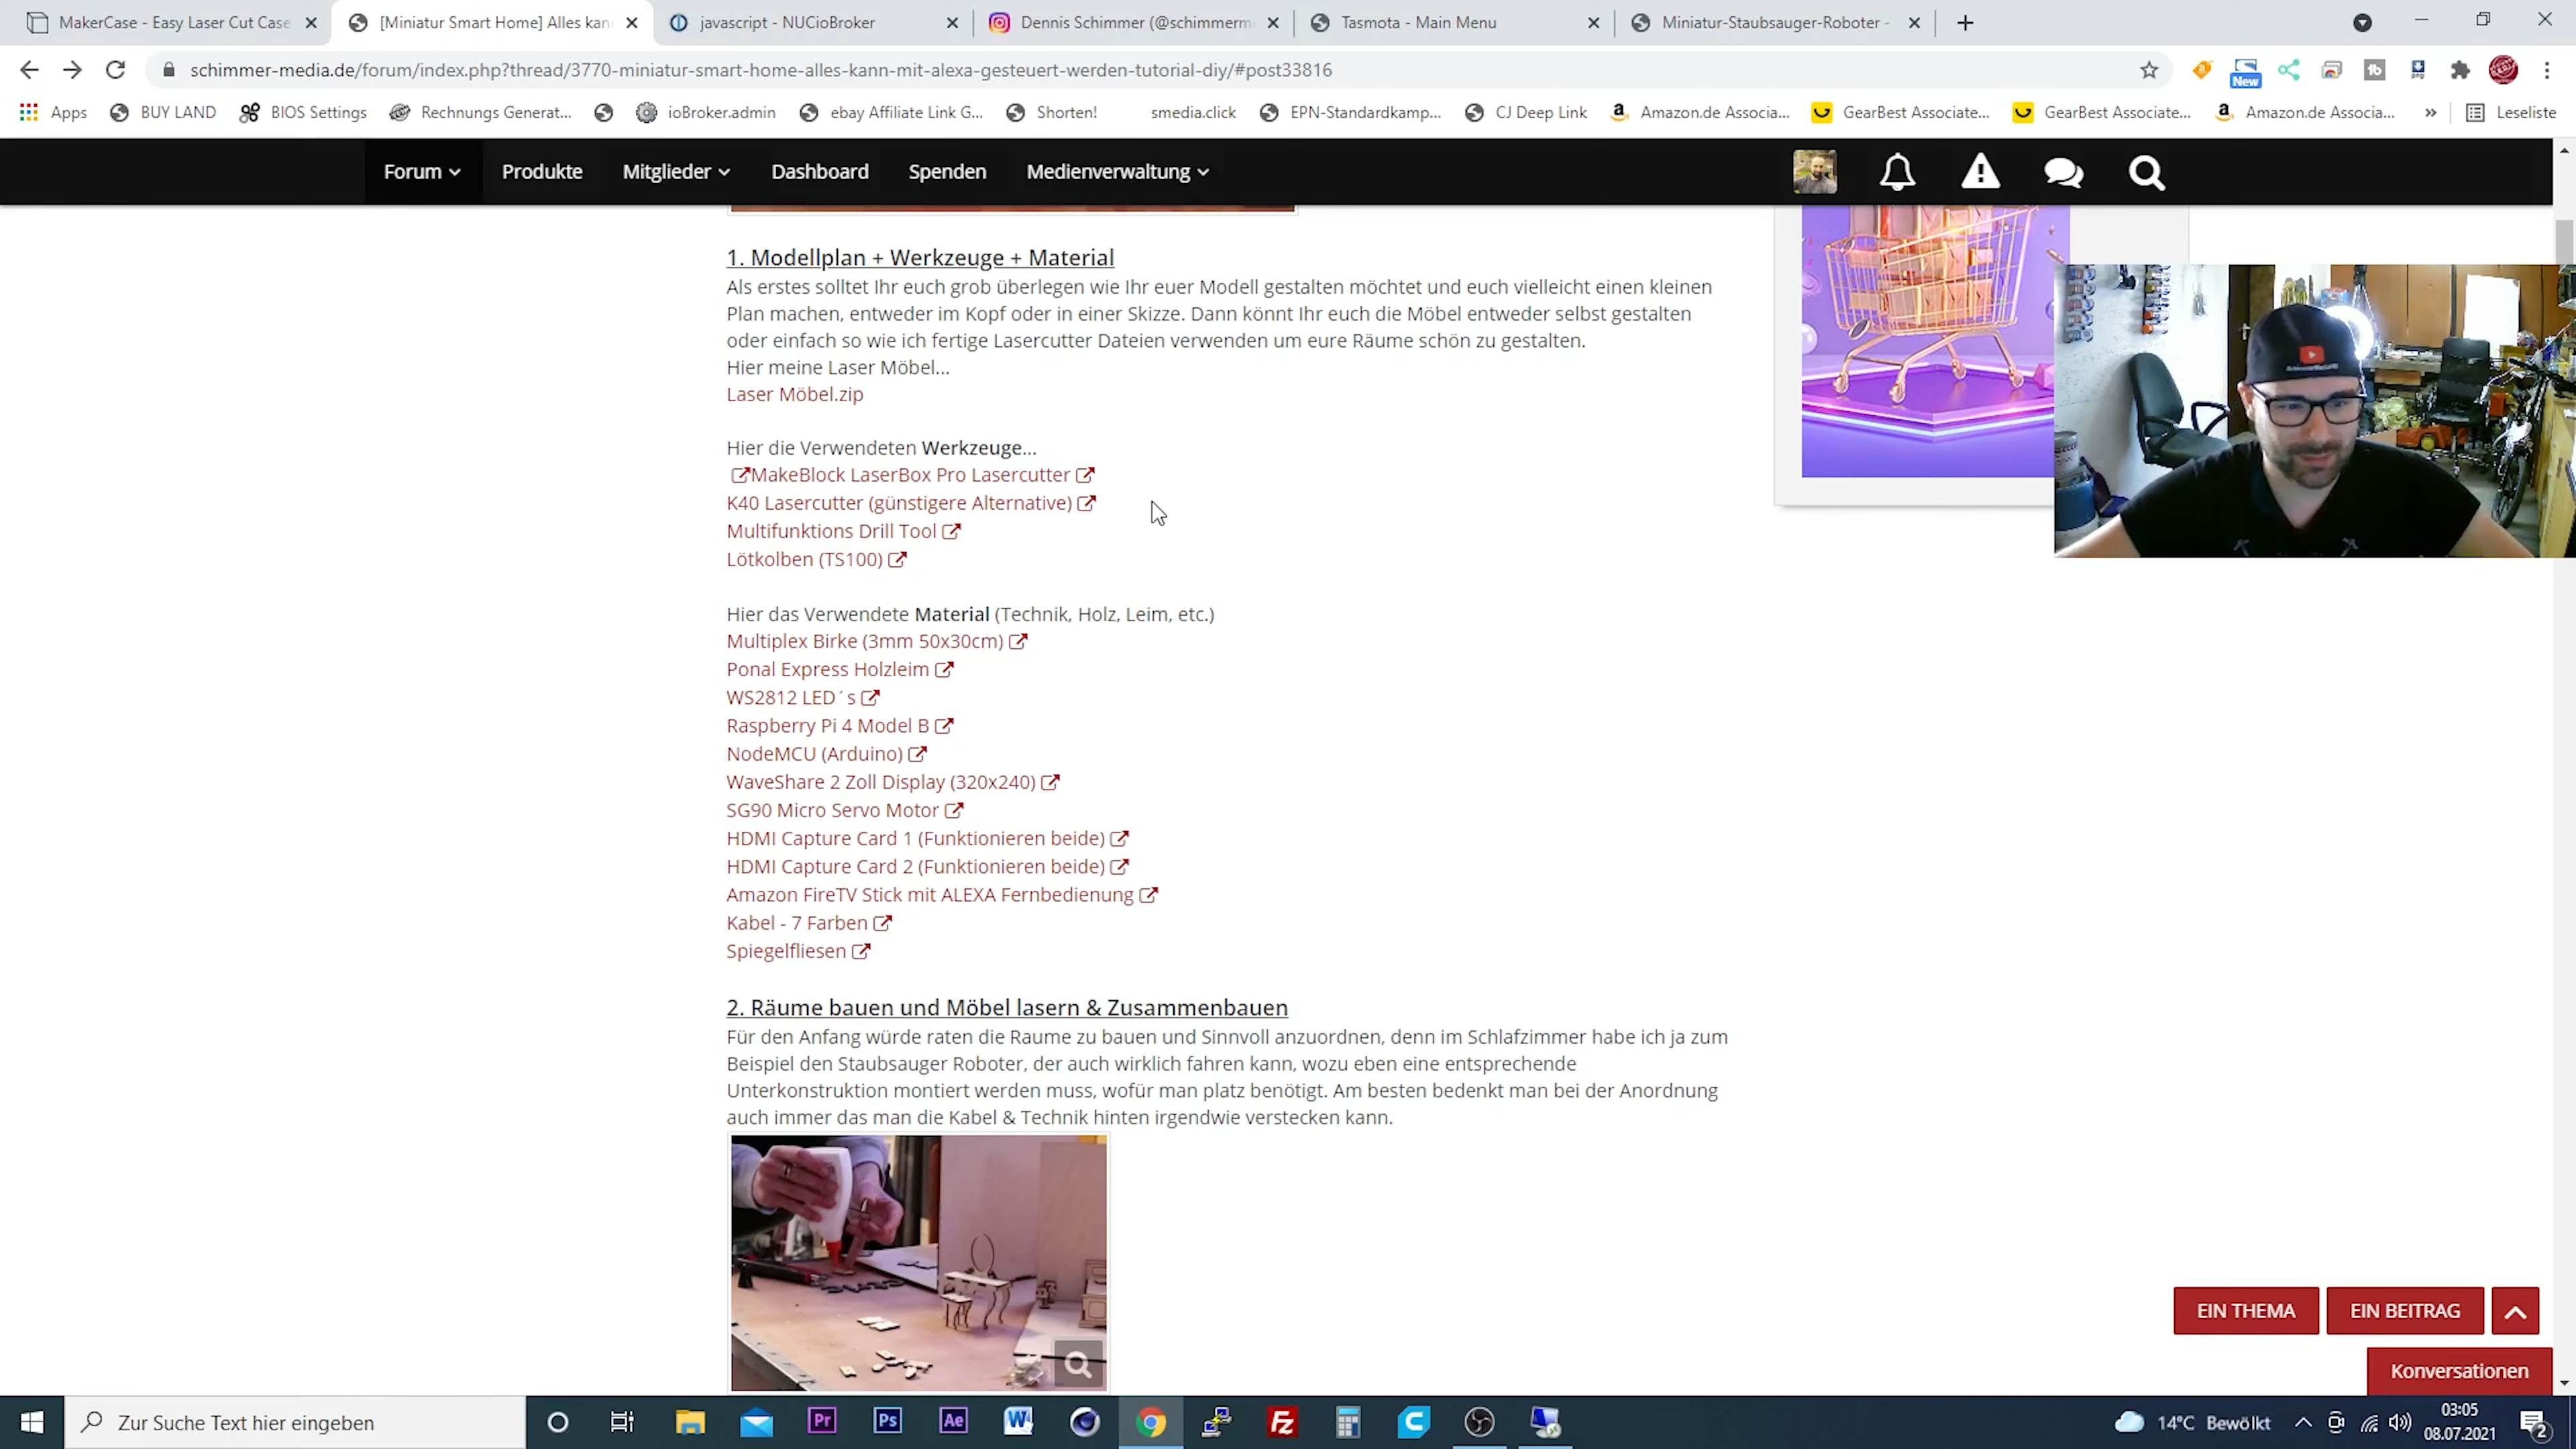 MakerCase - Easy Laser Cut Case
[Miniatur Smart Home] Alles kann
javascript - NUCioBroker
Dennis Schimmer (@schimmerm
Tasmota - Main Menu
Miniatur-Staubsauger-Roboter -
schimmer-media.de/forum/index.php?thread/3770-miniatur-smart-home-alles-kann-mit-alexa-gesteuert-werden-tutorial-diy/#post33816
New
Apps
BUY LAND
BIOS Settings
Rechnungs Generat...
ioBroker.admin
ebay Affiliate Link G...
Shorten!
smedia.click
EPN-Standardkamp...
CJ Deep Link
Amazon.de Associa...
GearBest Associate...
GearBest Associate...
Amazon.de Associa...
»
Leseliste
Forum
Produkte
Mitglieder
Dashboard
Spenden
Medienverwaltung
1. Modellplan + Werkzeuge + Material
Als erstes solltet Ihr euch grob überlegen wie Ihr euer Modell gestalten möchtet und euch vielleicht einen kleinen
Plan machen, entweder im Kopf oder in einer Skizze. Dann könnt Ihr euch die Möbel entweder selbst gestalten
oder einfach so wie ich fertige Lasercutter Dateien verwenden um eure Räume schön zu gestalten.
Hier meine Laser Möbel...
Laser Möbel.zip
Hier die Verwendeten Werkzeuge...
MakeBlock LaserBox Pro Lasercutter
K40 Lasercutter (günstigere Alternative)
Multifunktions Drill Tool
Lötkolben (TS100)
Hier das Verwendete Material (Technik, Holz, Leim, etc.)
Multiplex Birke (3mm 50x30cm)
Ponal Express Holzleim
WS2812 LED´s
Raspberry Pi 4 Model B
NodeMCU (Arduino)
WaveShare 2 Zoll Display (320x240)
SG90 Micro Servo Motor
HDMI Capture Card 1 (Funktionieren beide)
HDMI Capture Card 2 (Funktionieren beide)
Amazon FireTV Stick mit ALEXA Fernbedienung
Kabel - 7 Farben
Spiegelfliesen
2. Räume bauen und Möbel lasern & Zusammenbauen
Für den Anfang würde raten die Raume zu bauen und Sinnvoll anzuordnen, denn im Schlafzimmer habe ich ja zum
Beispiel den Staubsauger Roboter, der auch wirklich fahren kann, wozu eben eine entsprechende
Unterkonstruktion montiert werden muss, wofür man platz benötigt. Am besten bedenkt man bei der Anordnung
auch immer das man die Kabel & Technik hinten irgendwie verstecken kann.
EIN THEMA
EIN BEITRAG
Konversationen
Zur Suche Text hier eingeben
Pr
Ps
Ae
W
Fz
14°C Bewölkt
03:05
08.07.2021
2